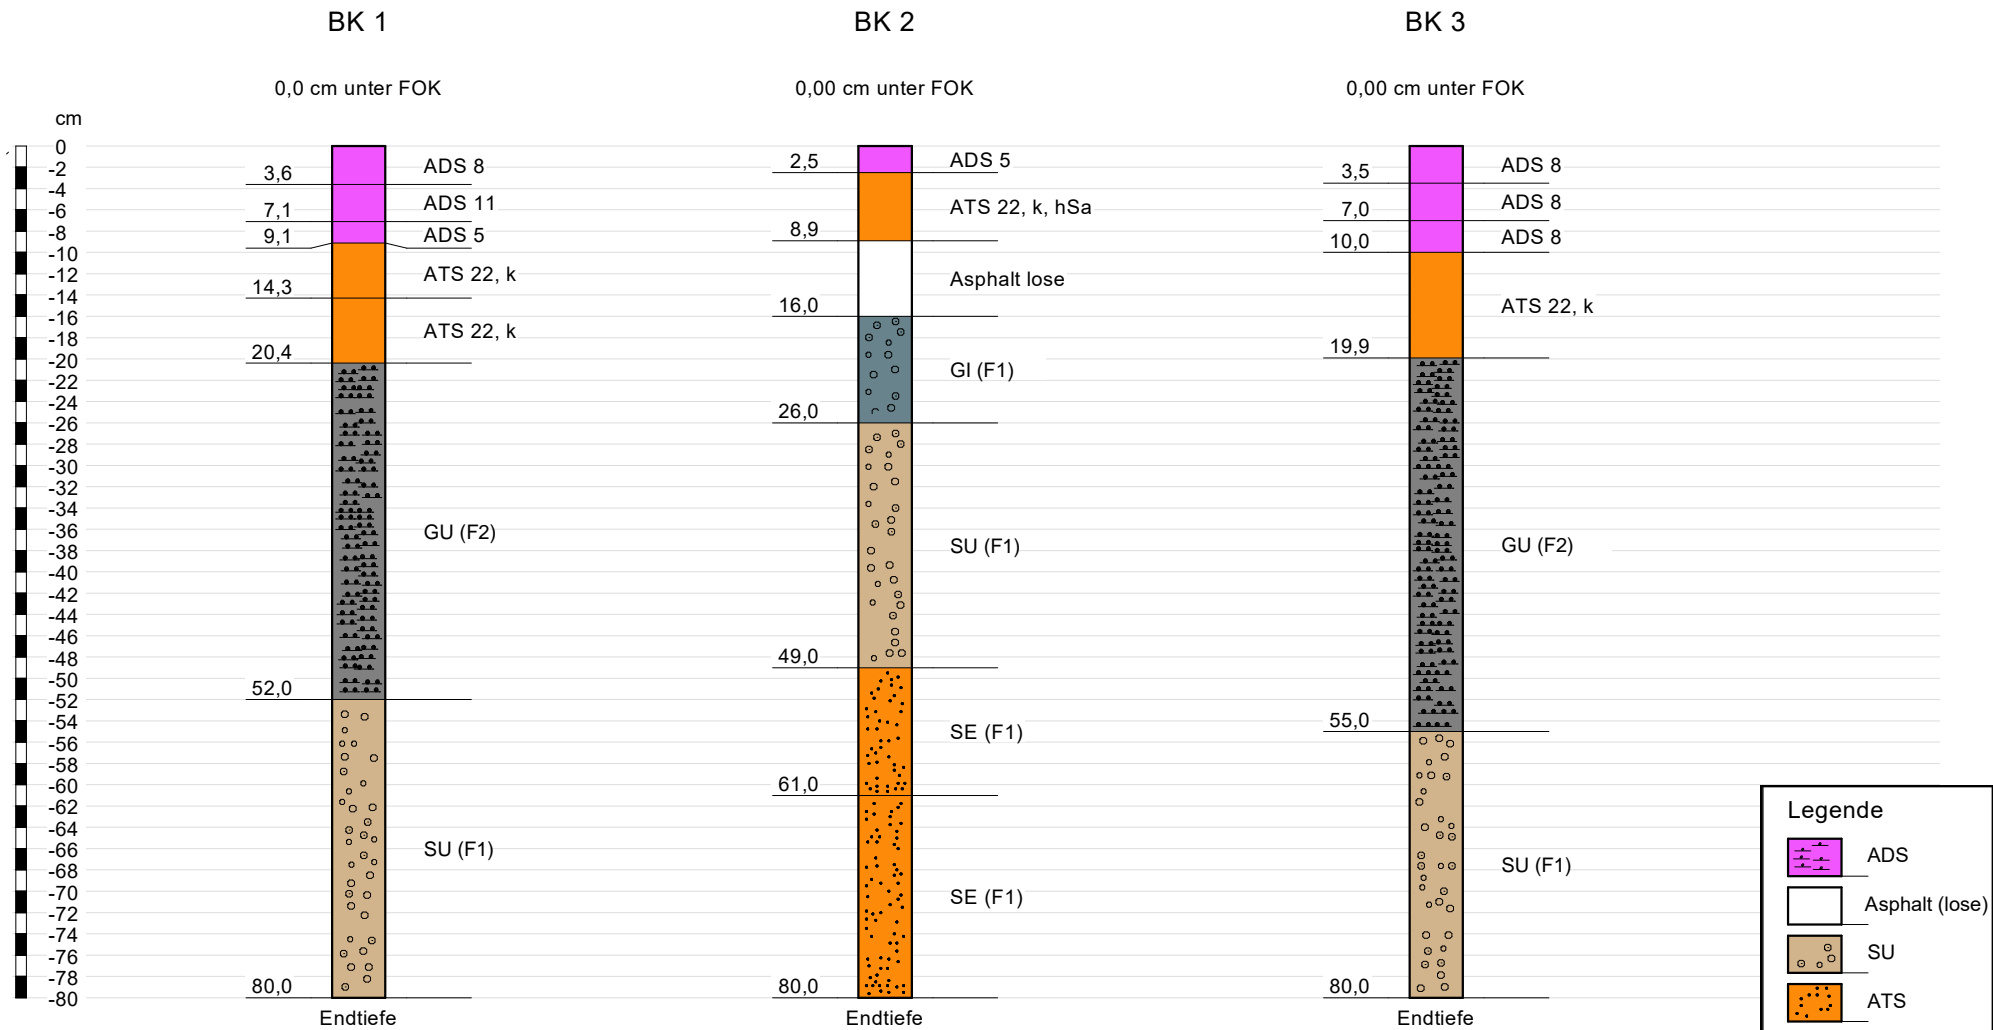 BK 1
BK 2
BK 3
0,0 cm unter FOK
0,00 cm unter FOK
0,00 cm unter FOK
cm
0
-2
-4
-6
-8
-10
-12
-14
-16
-18
-20
-22
-24
-26
-28
-30
-32
-34
-36
-38
-40
-42
-44
-46
-48
-50
-52
-54
-56
-58
-60
-62
-64
-66
-68
-70
-72
-74
-76
-78
-80
3,6
ADS 8
7,1
ADS 11
9,1
ADS 5
14,3
ATS 22, k
20,4
ATS 22, k
52,0
GU (F2)
80,0
SU (F1)
Endtiefe
2,5
ADS 5
8,9
ATS 22, k, hSa
16,0
Asphalt lose
26,0
GI (F1)
49,0
SU (F1)
61,0
SE (F1)
80,0
SE (F1)
Endtiefe
3,5
ADS 8
7,0
ADS 8
10,0
ADS 8
19,9
ATS 22, k
55,0
GU (F2)
80,0
SU (F1)
Endtiefe
Legende
ADS
Asphalt (lose)
SU
ATS